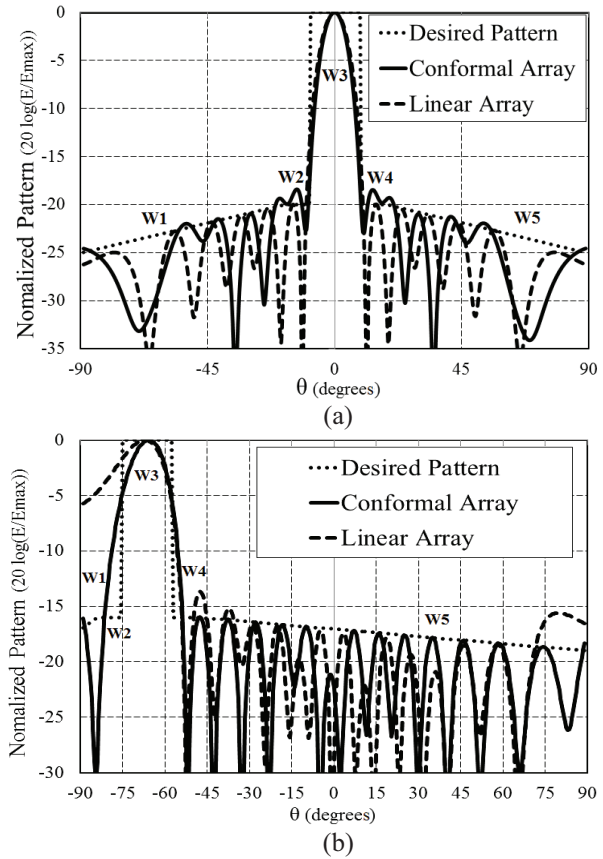 0
-5
-10
-15
-20
-25
-30
-35
Nomalized Pattern (20 log(E/Emax))
Desired Pattern
Conformal Array
Linear Array
W3
W2
W4
W1
W5
-90
-45
0
45
90
θ (degrees)
(a)
0
-5
-10
-15
-20
-25
-30
Normalized Pattern (20 log(E/Emax))
Desired Pattern
Conformal Array
Linear Array
W3
W1
W4
W2
W5
-90
-75
-60
-45
-30
-15
0
15
30
45
60
75
90
θ (degrees)
(b)